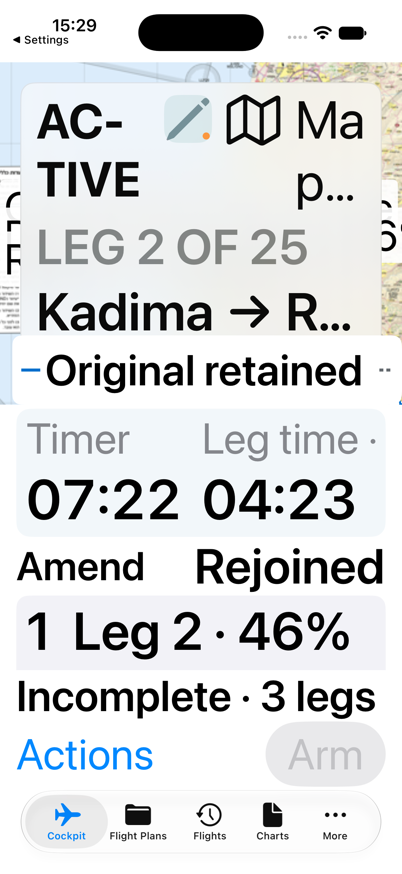 15:29
Settings
AC-
TIVE
Ma
p...
LEG 2 OF 25
Kadima → R...
Original retained
Timer
Leg time ·
07:22
04:23
Amend
Rejoined
1 Leg 2 · 46%
Incomplete · 3 legs
Actions
Arm
Cockpit
Flight Plans
Flights
Charts
More